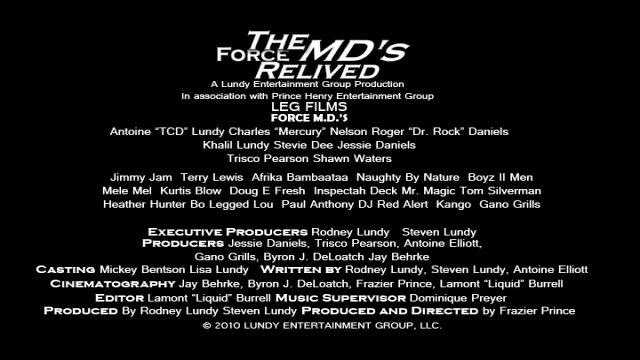 THE
FORCE MD'S
RELIVED
A Lundy Entertainment Group Production
In association with Prince Henry Entertainment Group
LEG FILMS
FORCE M.D.'S
Antoine “TCD” Lundy Charles “Mercury” Nelson Roger “Dr. Rock” Daniels
Khalil Lundy Stevie Dee Jessie Daniels
Trisco Pearson Shawn Waters
Jimmy Jam Terry Lewis Afrika Bambaataa Naughty By Nature Boyz II Men
Mele Mel Kurtis Blow Doug E Fresh Inspectah Deck Mr. Magic Tom Silverman
Heather Hunter Bo Legged Lou Paul Anthony DJ Red Alert Kango Gano Grills
EXECUTIVE PRODUCERS Rodney Lundy Steven Lundy
PRODUCERS Jessie Daniels, Trisco Pearson, Antoine Elliott,
Gano Grills, Byron J. DeLoatch Jay Behrke
CASTING Mickey Bentson Lisa Lundy WRITTEN BY Rodney Lundy, Steven Lundy, Antoine Elliott
CINEMATOGRAPHY Jay Behrke, Byron J. DeLoatch, Frazier Prince, Lamont “Liquid” Burrell
EDITOR Lamont “Liquid” Burrell MUSIC SUPERVISOR Dominique Preyer
PRODUCED BY Rodney Lundy Steven Lundy PRODUCED AND DIRECTED by Frazier Prince
© 2010 LUNDY ENTERTAINMENT GROUP, LLC.